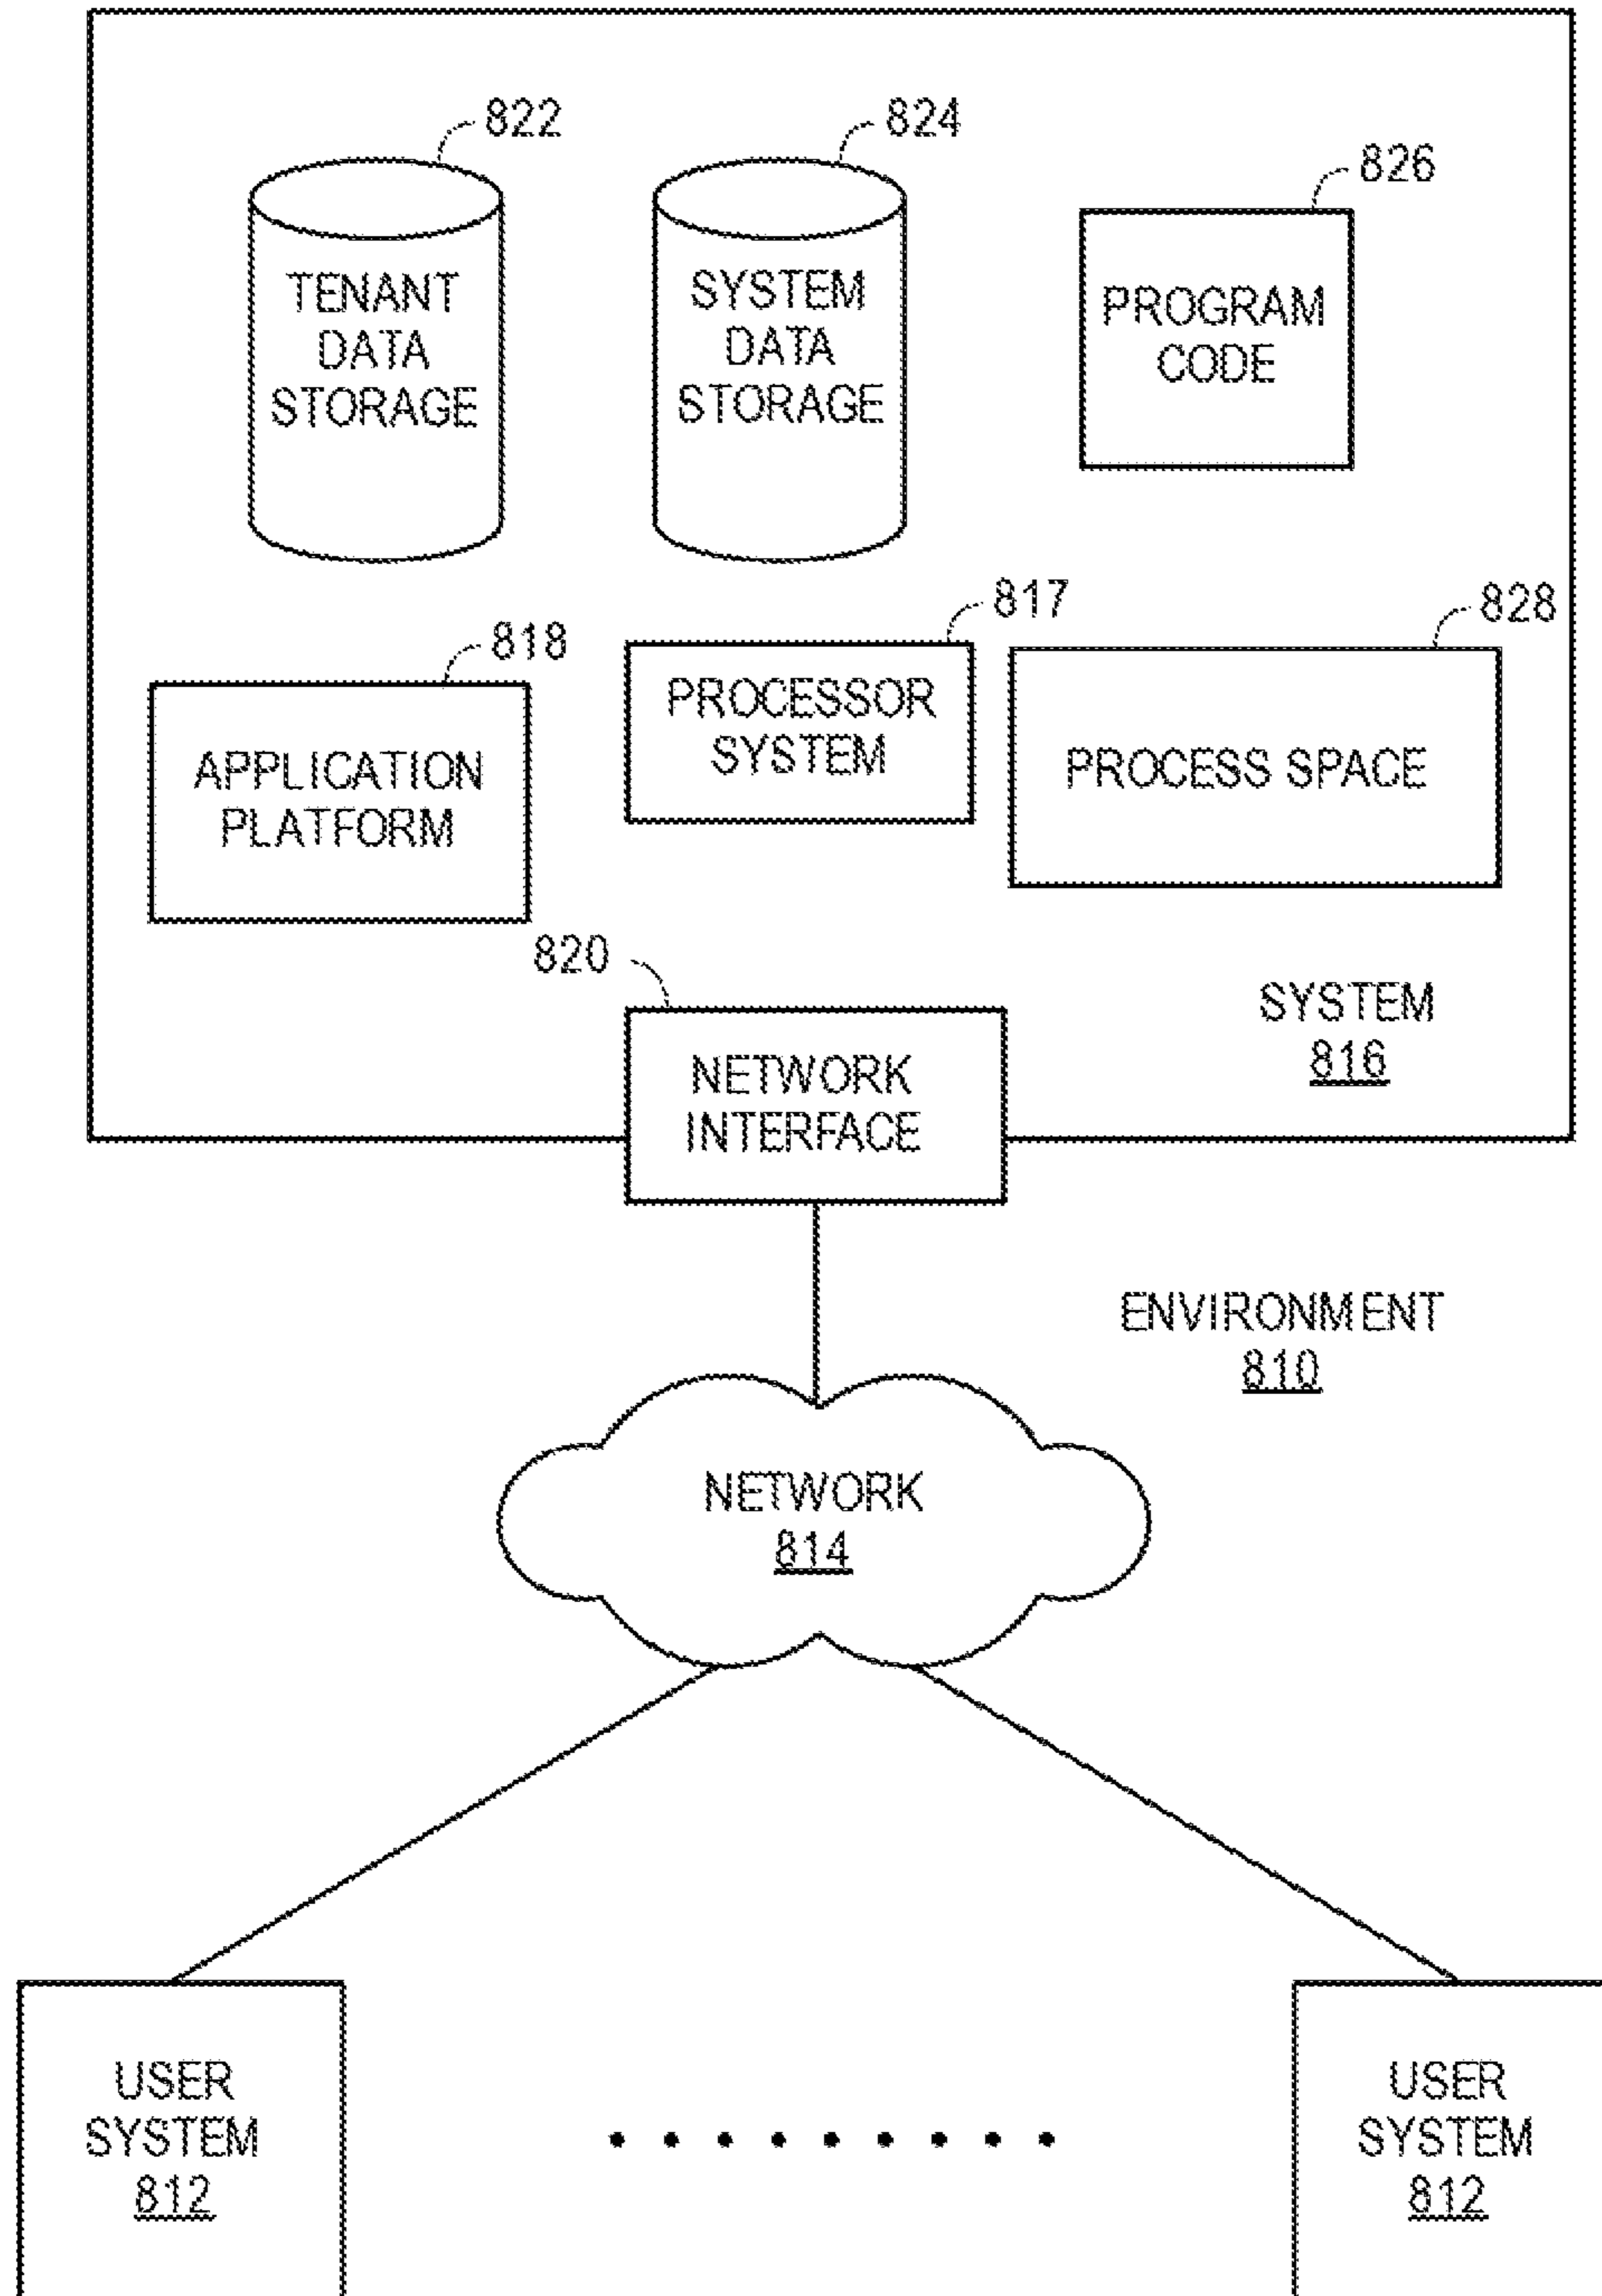 822
824
826
TENANT
DATA
STORAGE
SYSTEM
DATA
STORAGE
PROGRAM
CODE
818
817
828
APPLICATION
PLATFORM
PROCESSOR
SYSTEM
PROCESS SPACE
820
NETWORK
INTERFACE
SYSTEM
816
ENVIRONMENT
810
NETWORK
814
USER
SYSTEM
812
USER
SYSTEM
812